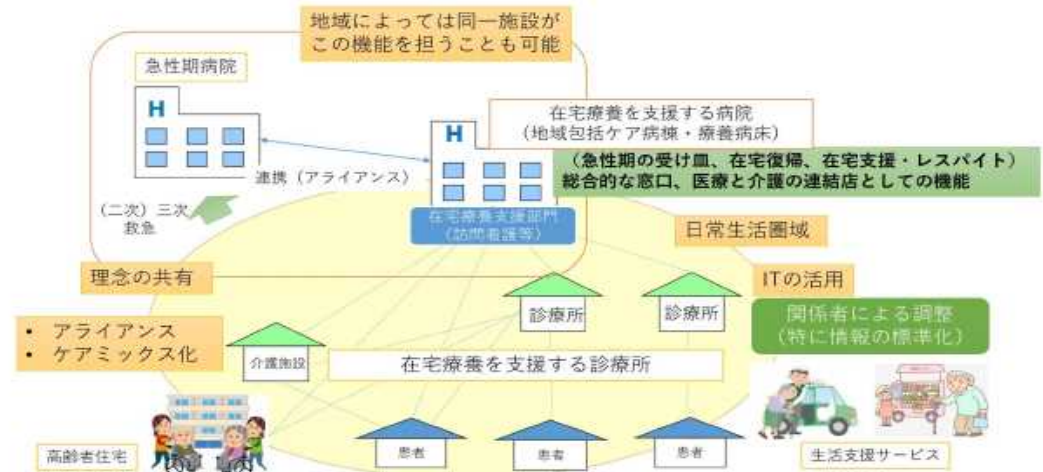 地域によっては同一施設が
この機能を担うことも可能
急性期病院
H
在宅療養を支援する病院
(地域包括ケア病棟・療養病床)
H
(急性期の受け皿、在宅復帰、在宅支援・レスパイト)
総合的な窓口、医療と介護の連結店としての機能
連携(アライアンス)
(二次)三次
救急
在宅療養支援部門
(訪問看護等)
日常生活圏域
理念の共有
ITの活用
診療所
診療所
関係者による調整
(特に情報の標準化)
• アライアンス
• ケアミックス化
介護施設
在宅療養を支援する診療所
高齢者住宅
患者
患者
患者
生活支援サービス